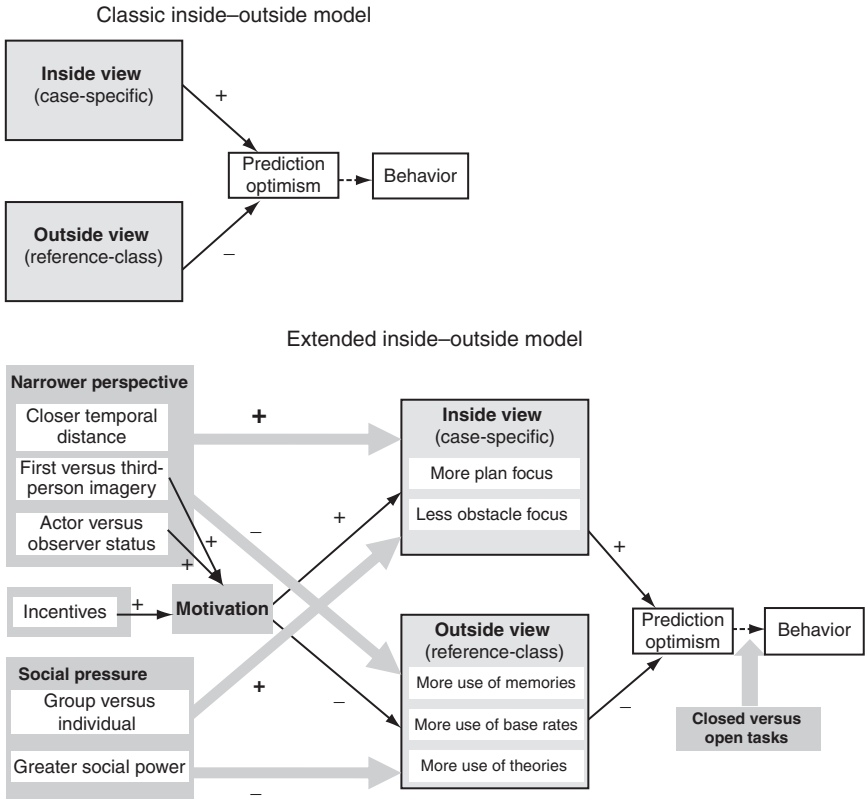 Classic inside–outside model
Inside view
(case-specific)
+
Prediction
optimism
Behavior
Outside view
(reference-class)
–
Extended inside–outside model
Narrower perspective
Closer temporal
distance
First versus third-
person imagery
Actor versus
observer status
+
–
+
+
+
Incentives
+
Motivation
Social pressure
Group versus
individual
Greater social power
+
–
–
Inside view
(case-specific)
More plan focus
Less obstacle focus
+
Outside view
(reference-class)
More use of memories
More use of base rates
More use of theories
–
Prediction
optimism
Behavior
Closed versus
open tasks